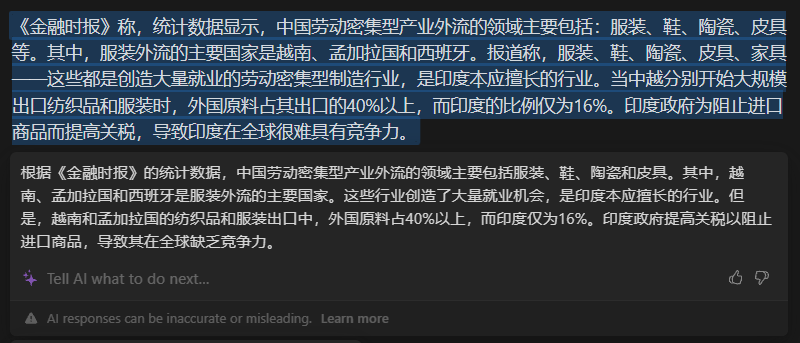 《金融时报》称，统计数据显示，中国劳动密集型产业外流的领域主要包括：服装、鞋、陶瓷、皮具
等。其中，服装外流的主要国家是越南、孟加拉国和西班牙。报道称，服装、鞋、陶瓷、皮具、家具
——这些都是创造大量就业的劳动密集型制造行业，是印度本应擅长的行业。当中越分别开始大规模
出口纺织品和服装时，外国原料占其出口的40%以上，而印度的比例仅为16%。印度政府为阻止进口
商品而提高关税，导致印度在全球很难具有竞争力。
根据《金融时报》的统计数据，中国劳动密集型产业外流的领域主要包括服装、鞋、陶瓷和皮具。其中，越
南、孟加拉国和西班牙是服装外流的主要国家。这些行业创造了大量就业机会，是印度本应擅长的行业。但
是，越南和孟加拉国的纺织品和服装出口中，外国原料占40%以上，而印度仅为16%。印度政府提高关税以阻止
进口商品，导致其在全球缺乏竞争力。
Tell AI what to do next...
AI responses can be inaccurate or misleading. Learn more